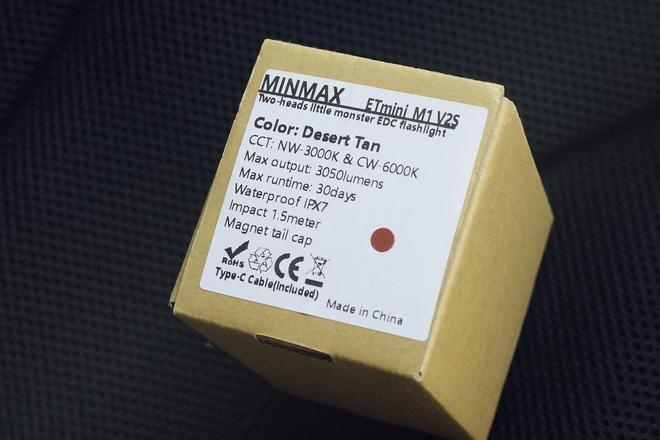 MINMAX ETmini M1 V2S
Two-heads little monster EDC flashlight
Color: Desert Tan
CCT: NW-3000K & CW-6000K
Max output: 3050lumens
Max runtime: 30days
Waterproof IPX7
Impact 1.5meter
Magnet tail cap
RoHS CE
Type-C Cable(Included)
Made in China